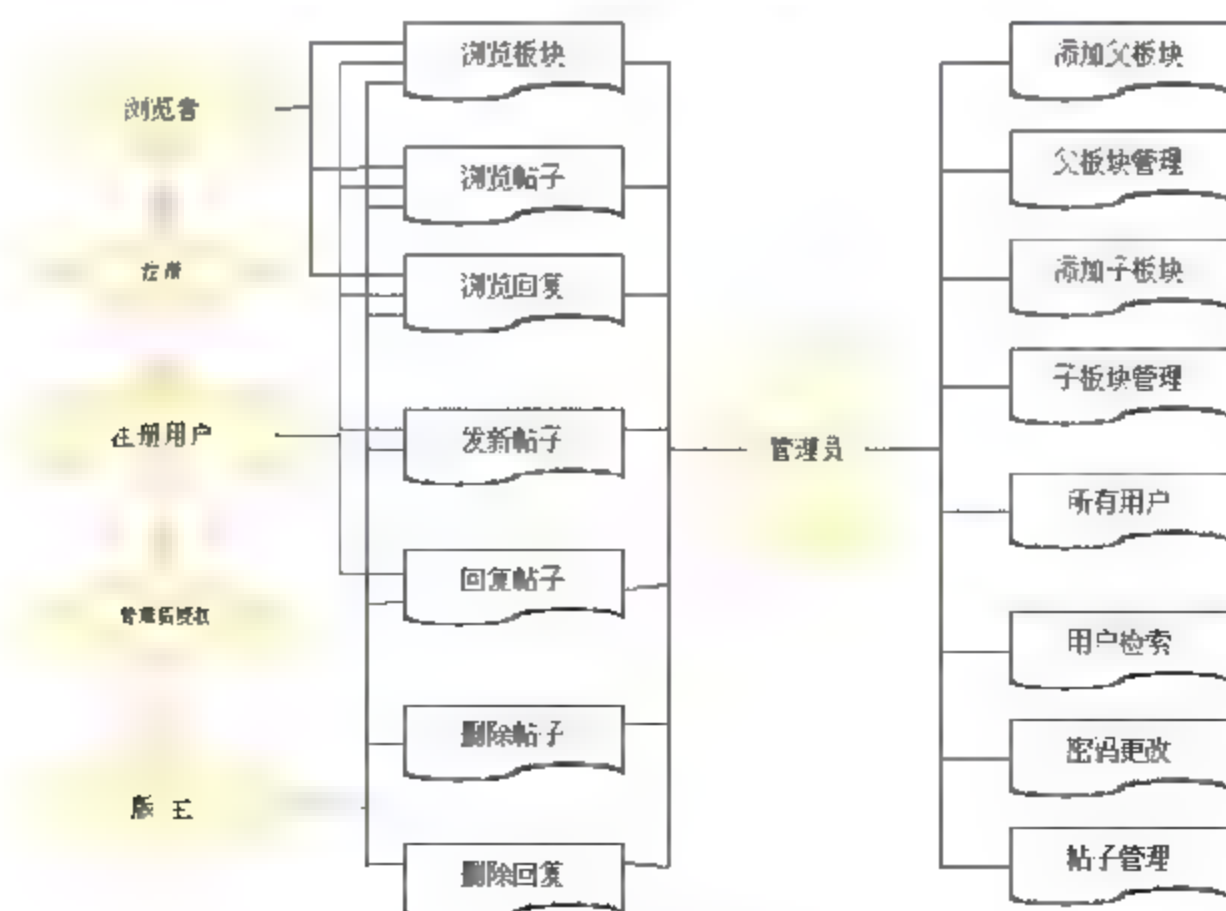 浏览者
注册
注册用户
管理员授权
版主
浏览板块
浏览帖子
浏览回复
发新帖子
回复帖子
删除帖子
删除回复
管理员
添加父板块
父板块管理
添加子板块
子板块管理
所有用户
用户检索
密码更改
帖子管理